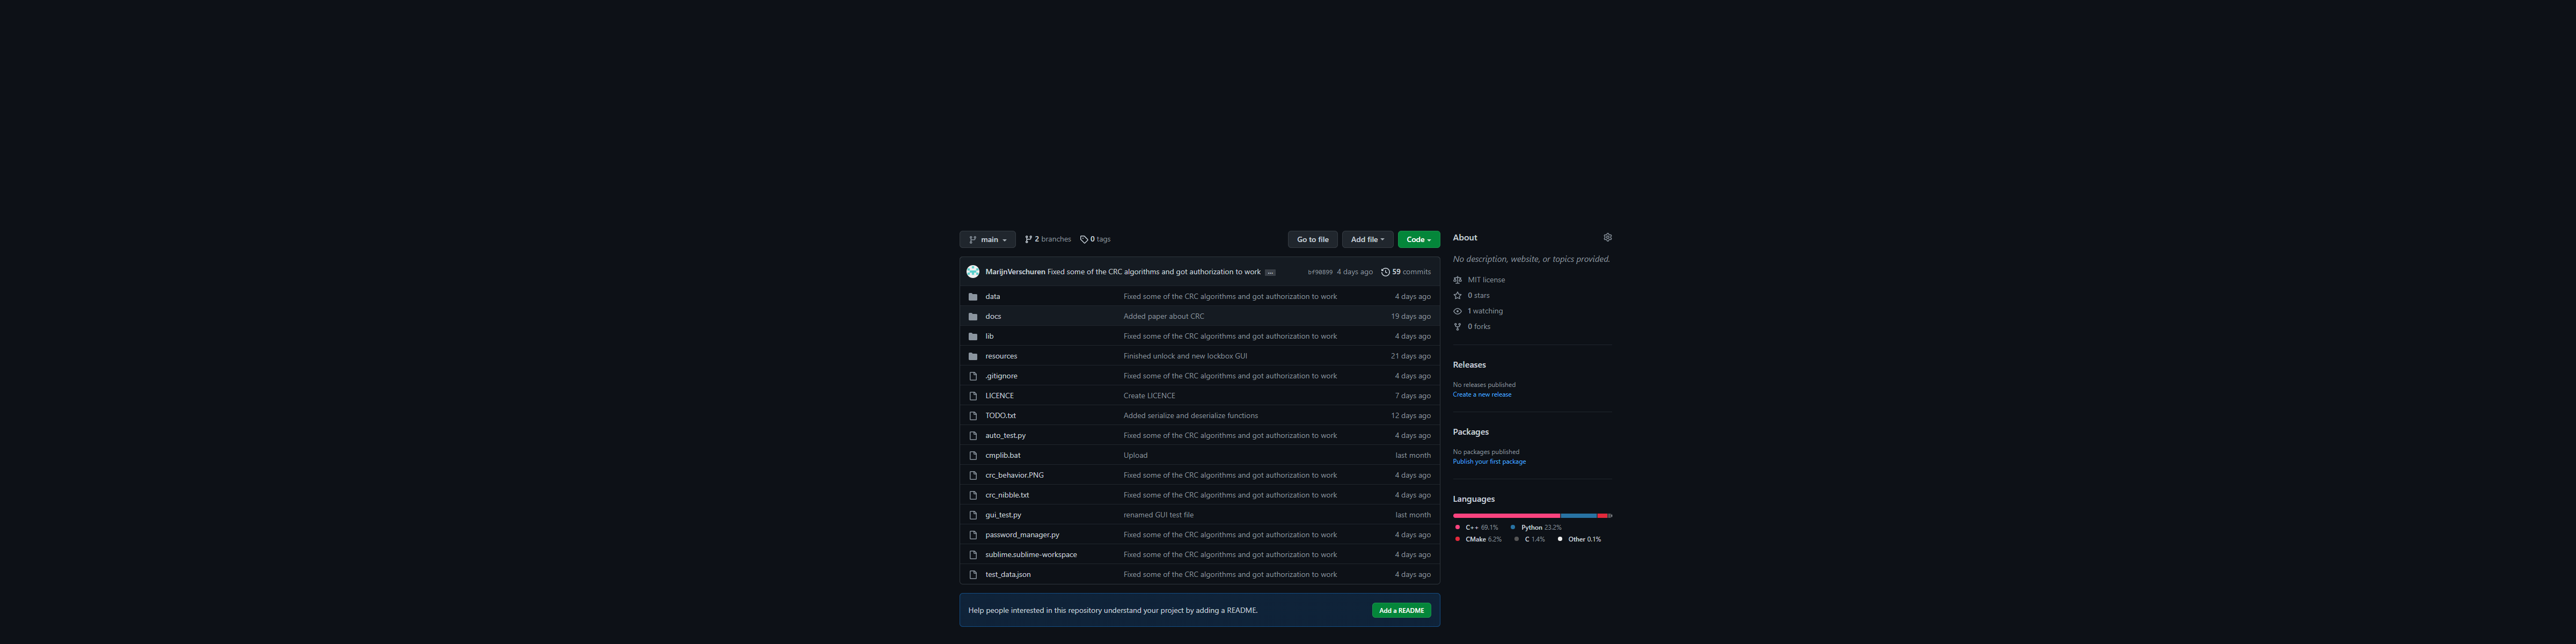 main
2 branches
0 tags
Go to file
Add file
Code
MarijnVerschuren Fixed some of the CRC algorithms and got authorization to work ...
bf90899 4 days ago
59 commits
data Fixed some of the CRC algorithms and got authorization to work 4 days ago
docs Added paper about CRC 19 days ago
lib Fixed some of the CRC algorithms and got authorization to work 4 days ago
resources Finished unlock and new lockbox GUI 21 days ago
.gitignore Fixed some of the CRC algorithms and got authorization to work 4 days ago
LICENCE Create LICENCE 7 days ago
TODO.txt Added serialize and deserialize functions 12 days ago
auto_test.py Fixed some of the CRC algorithms and got authorization to work 4 days ago
cmplib.bat Upload last month
crc_behavior.PNG Fixed some of the CRC algorithms and got authorization to work 4 days ago
crc_nibble.txt Fixed some of the CRC algorithms and got authorization to work 4 days ago
gui_test.py renamed GUI test file last month
password_manager.py Fixed some of the CRC algorithms and got authorization to work 4 days ago
sublime.sublime-workspace Fixed some of the CRC algorithms and got authorization to work 4 days ago
test_data.json Fixed some of the CRC algorithms and got authorization to work 4 days ago
Help people interested in this repository understand your project by adding a README.
Add a README
About
No description, website, or topics provided.
MIT license
0 stars
1 watching
0 forks
Releases
No releases published
Create a new release
Packages
No packages published
Publish your first package
Languages
C++ 69.1% Python 23.2%
CMake 6.2% C 1.4% Other 0.1%